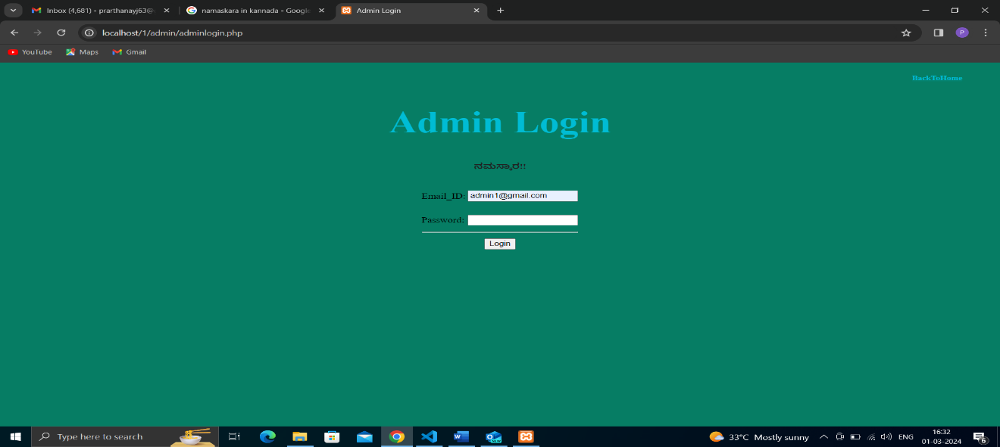 Inbox (4,681) - prarthanayj63@
namaskara in kannada - Google
Admin Login
localhost/1/admin/adminlogin.php
P
YouTube
Maps
Gmail
BackToHome
Admin Login
ನಮಸ್ಕಾರ!!
Email_ID: admin1@gmail.com
Password:
Login
Type here to search
33°C Mostly sunny
ENG
16:32
01-03-2024
6